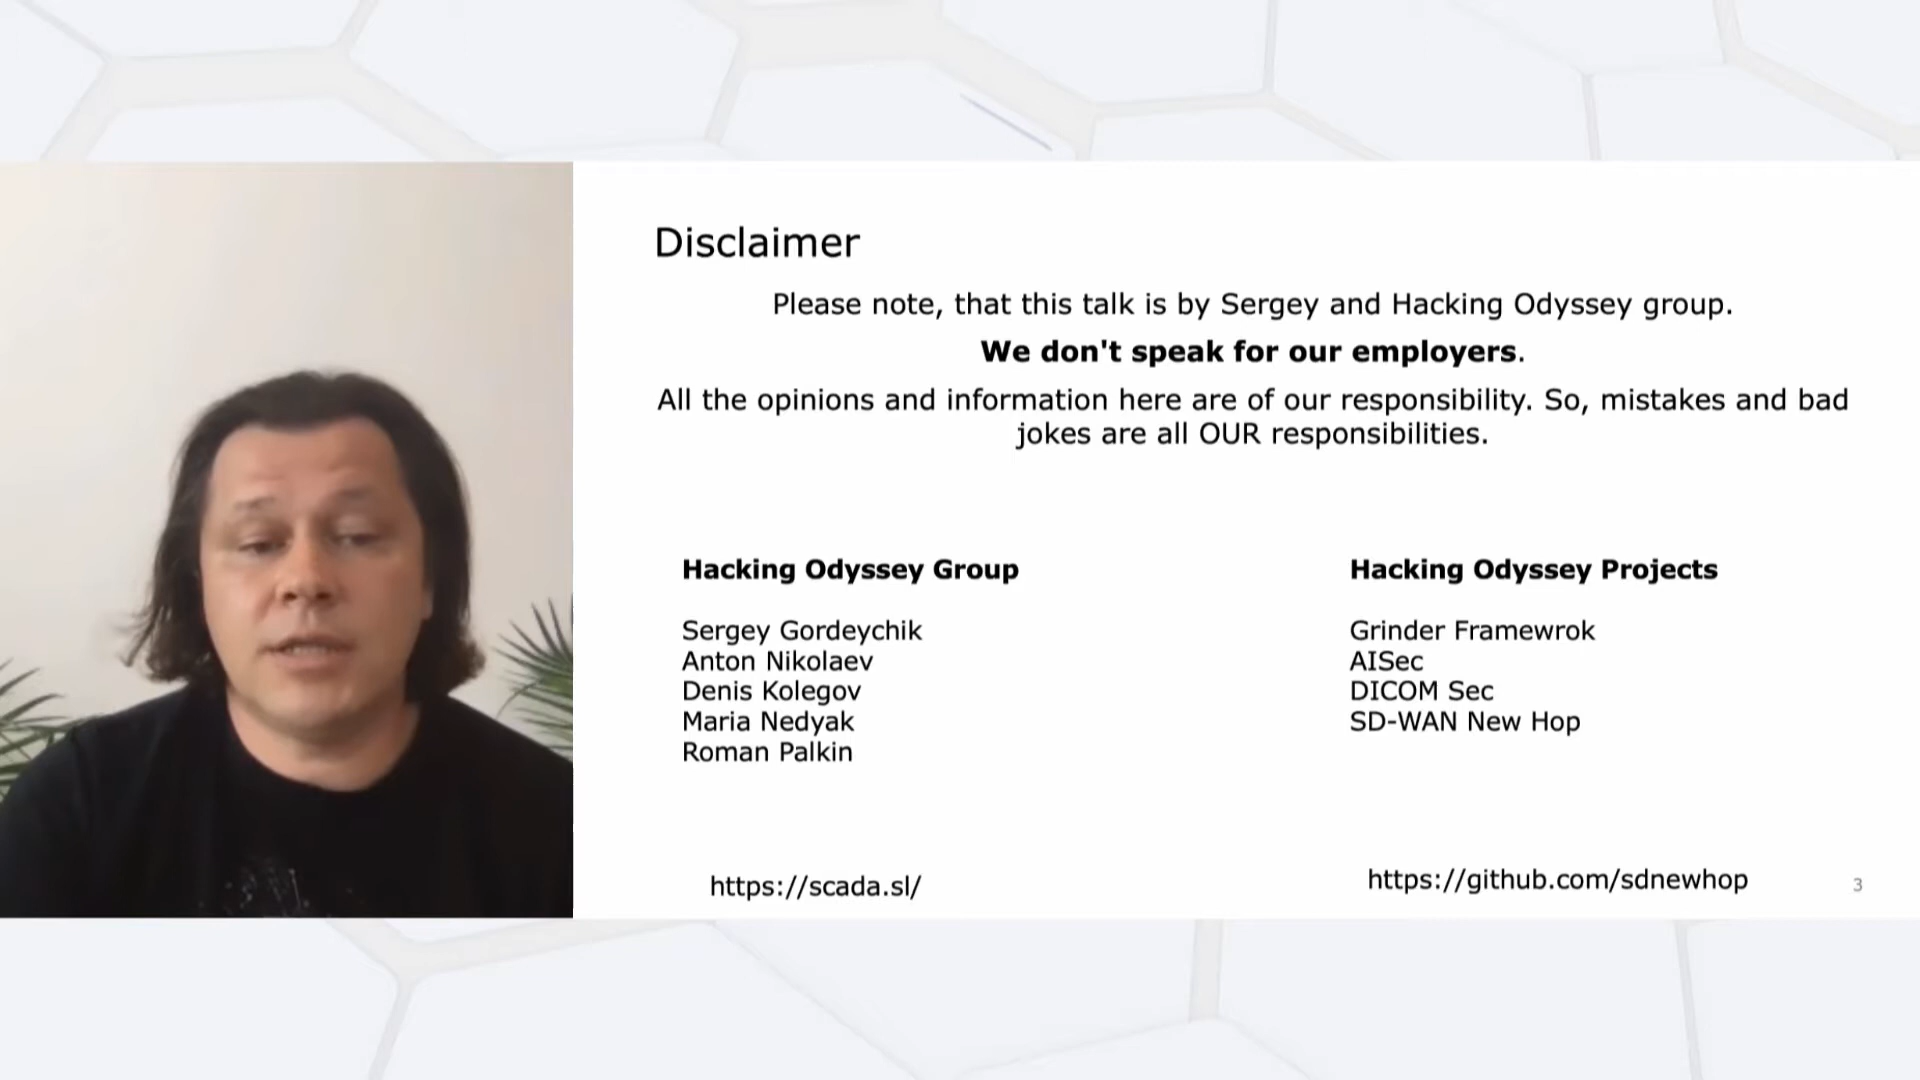 Disclaimer
Please note, that this talk is by Sergey and Hacking Odyssey group.
We don't speak for our employers.
All the opinions and information here are of our responsibility. So, mistakes and bad
jokes are all OUR responsibilities.
Hacking Odyssey Group
Sergey Gordeychik
Anton Nikolaev
Denis Kolegov
Maria Nedyak
Roman Palkin
https://scada.sl/
Hacking Odyssey Projects
Grinder Framewrok
AISec
DICOM Sec
SD-WAN New Hop
https://github.com/sdnewhop
3